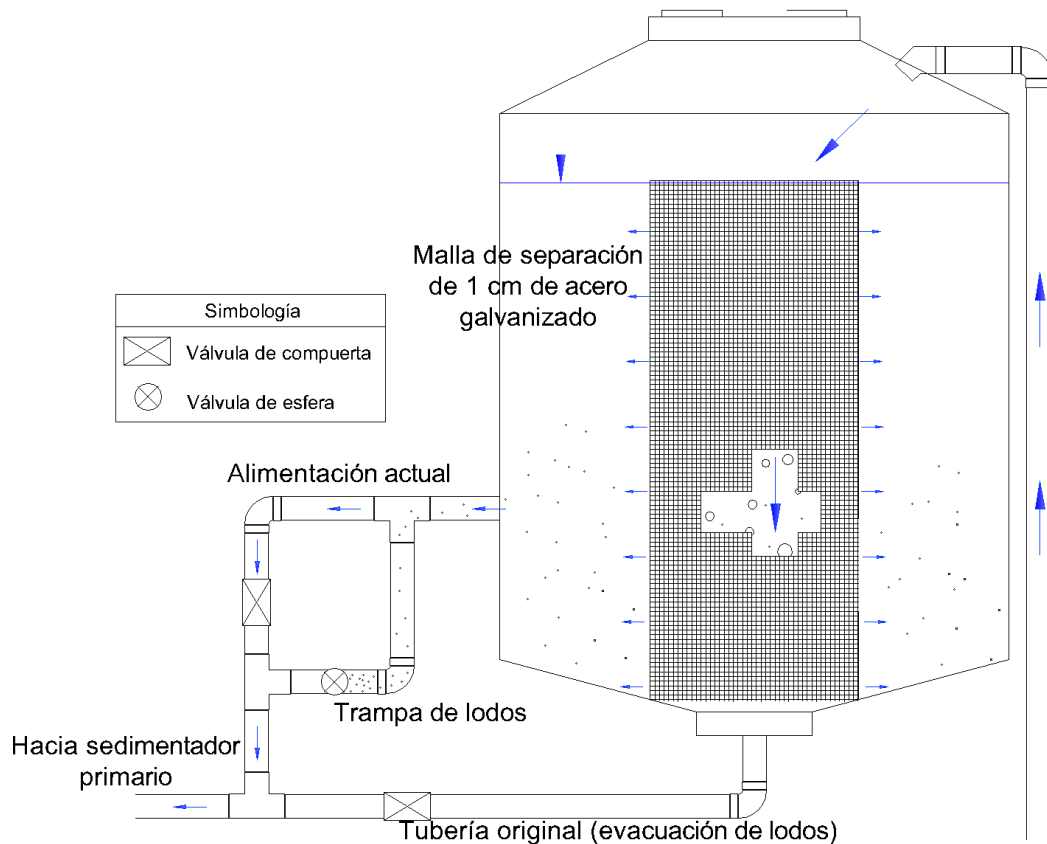 Malla de separación
de 1 cm de acero
galvanizado
Simbología
Válvula de compuerta
Válvula de esfera
Alimentación actual
Trampa de lodos
Hacia sedimentador
primario
Tubería original (evacuación de lodos)